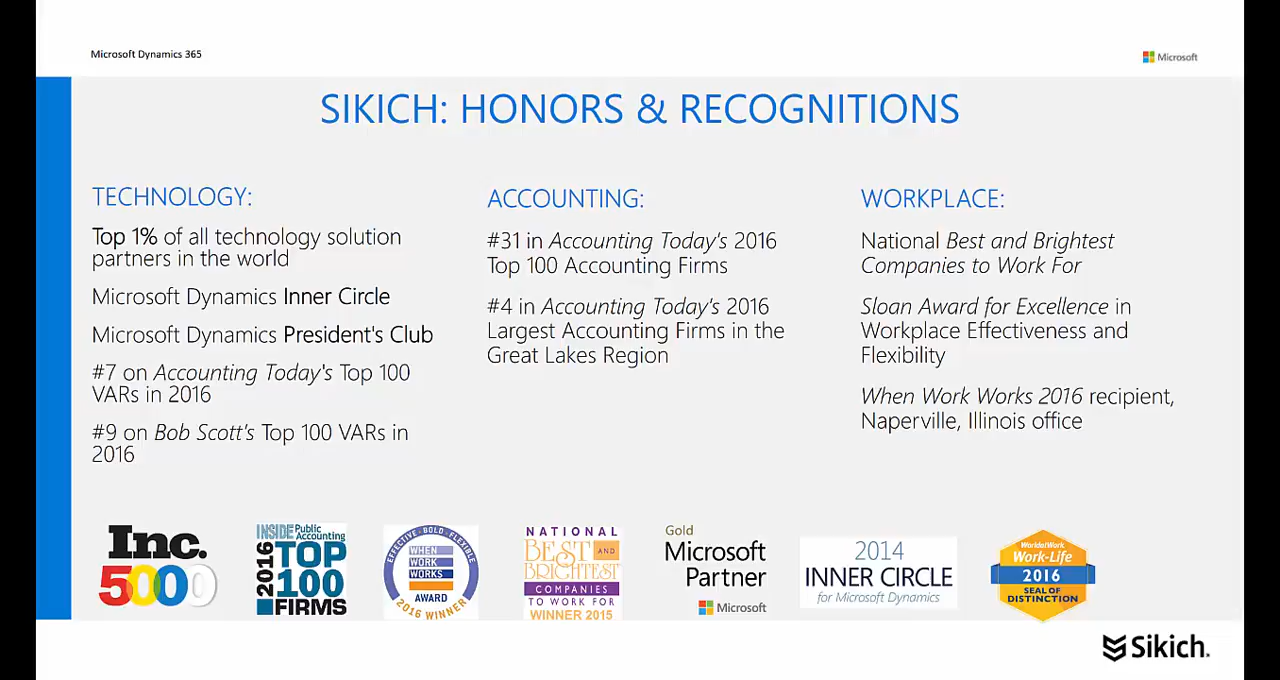 Microsoft Dynamics 365
Microsoft
SIKICH: HONORS & RECOGNITIONS
TECHNOLOGY:
Top 1% of all technology solution
partners in the world
Microsoft Dynamics Inner Circle
Microsoft Dynamics President's Club
#7 on Accounting Today's Top 100
VARs in 2016
#9 on Bob Scott's Top 100 VARs in
2016
ACCOUNTING:
#31 in Accounting Today's 2016
Top 100 Accounting Firms
#4 in Accounting Today's 2016
Largest Accounting Firms in the
Great Lakes Region
WORKPLACE:
National Best and Brightest
Companies to Work For
Sloan Award for Excellence in
Workplace Effectiveness and
Flexibility
When Work Works 2016 recipient,
Naperville, Illinois office
Inc.
5000
INSIDE Public
Accounting
2016
TOP
100
FIRMS
EFFECTIVE·BOLD·FLEXIBLE
WHEN
WORK
WORKS
AWARD
2016 WINNER
NATIONAL
BEST AND
BRIGHTEST
COMPANIES
TO WORK FOR
WINNER 2015
Gold
Microsoft
Partner
Microsoft
2014
INNER CIRCLE
for Microsoft Dynamics
WorldatWork
Work-Life
2016
SEAL OF
DISTINCTION
Sikich.